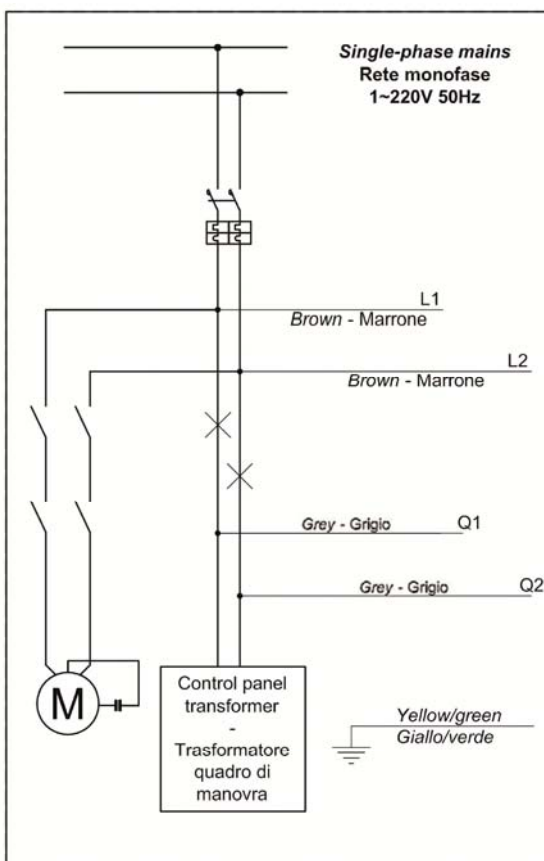 Single-phase mains
Rete monofase
1~220V 50Hz
L1
Brown - Marrone
L2
Brown - Marrone
Grey - Grigio
Q1
Grey - Grigio
Q2
M
Control panel
transformer
-
Trasformatore
quadro di
manovra
Yellow/green
Giallo/verde